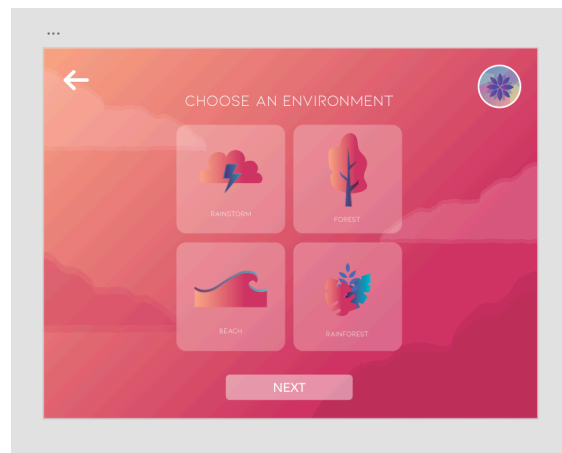 ...
CHOOSE AN ENVIRONMENT
RAINSTORM
FOREST
BEACH
RAINFOREST
NEXT